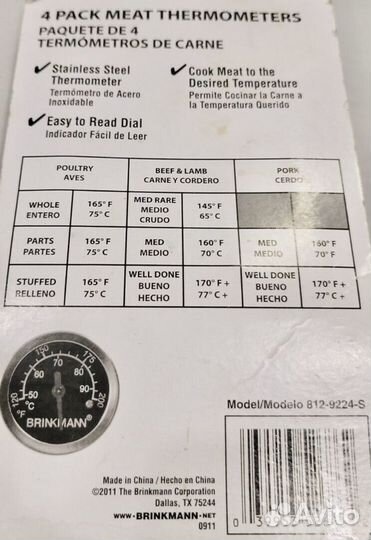 4 PACK MEAT THERMOMETERS
PAQUETE DE 4
TERMÓMETROS DE CARNE
Stainless Steel
Thermometer
Termómetro de Acero
Inoxidable
Cook Meat to the
Desired Temperature
Permite Cocinar la Carne a
la Temperatura Querido
Easy to Read Dial
Indicador Fácil de Leer
POULTRY
AVES
BEEF & LAMB
CARNE Y CORDERO
PORK
CERDO
WHOLE
ENTERO
165° F
75° C
MED RARE
MEDIO
CRUDO
145° F
65° C
PARTS
PARTES
165° F
75° C
MED
MEDIO
160° F
70° C
MED
MEDIO
160° F
70° F
STUFFED
RELLENO
165° F
75° C
WELL DONE
BUENO
HECHO
170° F +
77° C +
WELL DONE
BUENO
HECHO
170° F +
77° C +
120 150 175 200
50 60 70 80 90
°F °C
BRINKMANN®
Model/Modelo 812-9224-S
Made in China / Hecho en China
©2011 The Brinkmann Corporation
Dallas, TX 75244
www.BRINKMANN.NET
0911
Avito